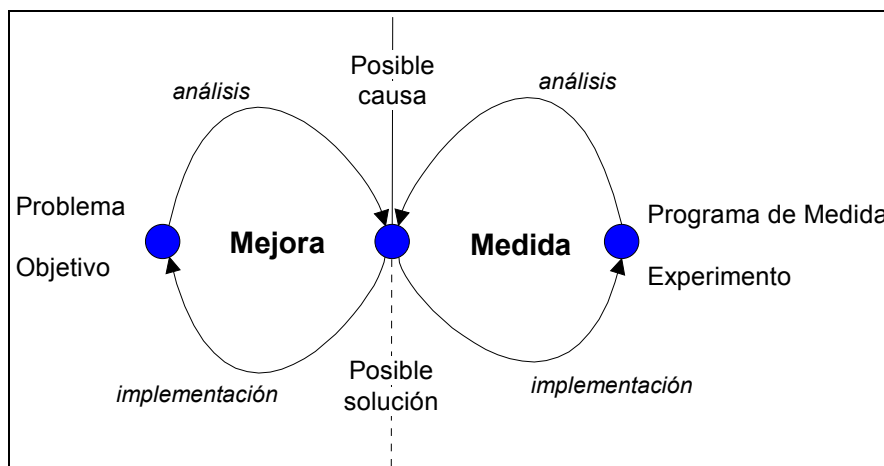 Posible
causa
análisis
análisis
Problema
Objetivo
Mejora
Medida
Programa de Medida
Experimento
implementación
Posible
solución
implementación